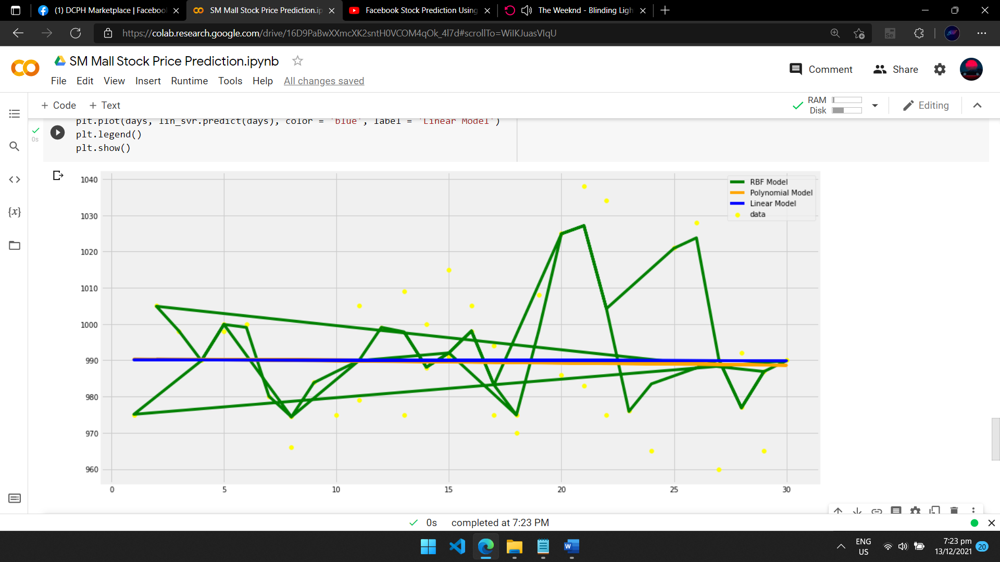 (1) DCPH Marketplace | Faceboo
SM Mall Stock Price Prediction.ip
Facebook Stock Prediction Using
The Weeknd - Blinding Ligh
https://colab.research.google.com/drive/16D9PaBwXXmcXK2sntH0VCOM4qOk_4l7d#scrollTo=WilKJuasVIqU
SM Mall Stock Price Prediction.ipynb
Comment
Share
File Edit View Insert Runtime Tools Help All changes saved
+ Code + Text
RAM
Disk
Editing
plt.plot(days, lin_svr.predict(days), color = 'blue', label = 'Linear Model')
0s
plt.legend()
plt.show()
1040
1030
1020
1010
1000
990
980
970
960
RBF Model
Polynomial Model
Linear Model
data
0 5 10 15 20 25 30
0s completed at 7:23 PM
ENG
US
7:23 pm
13/12/2021
20